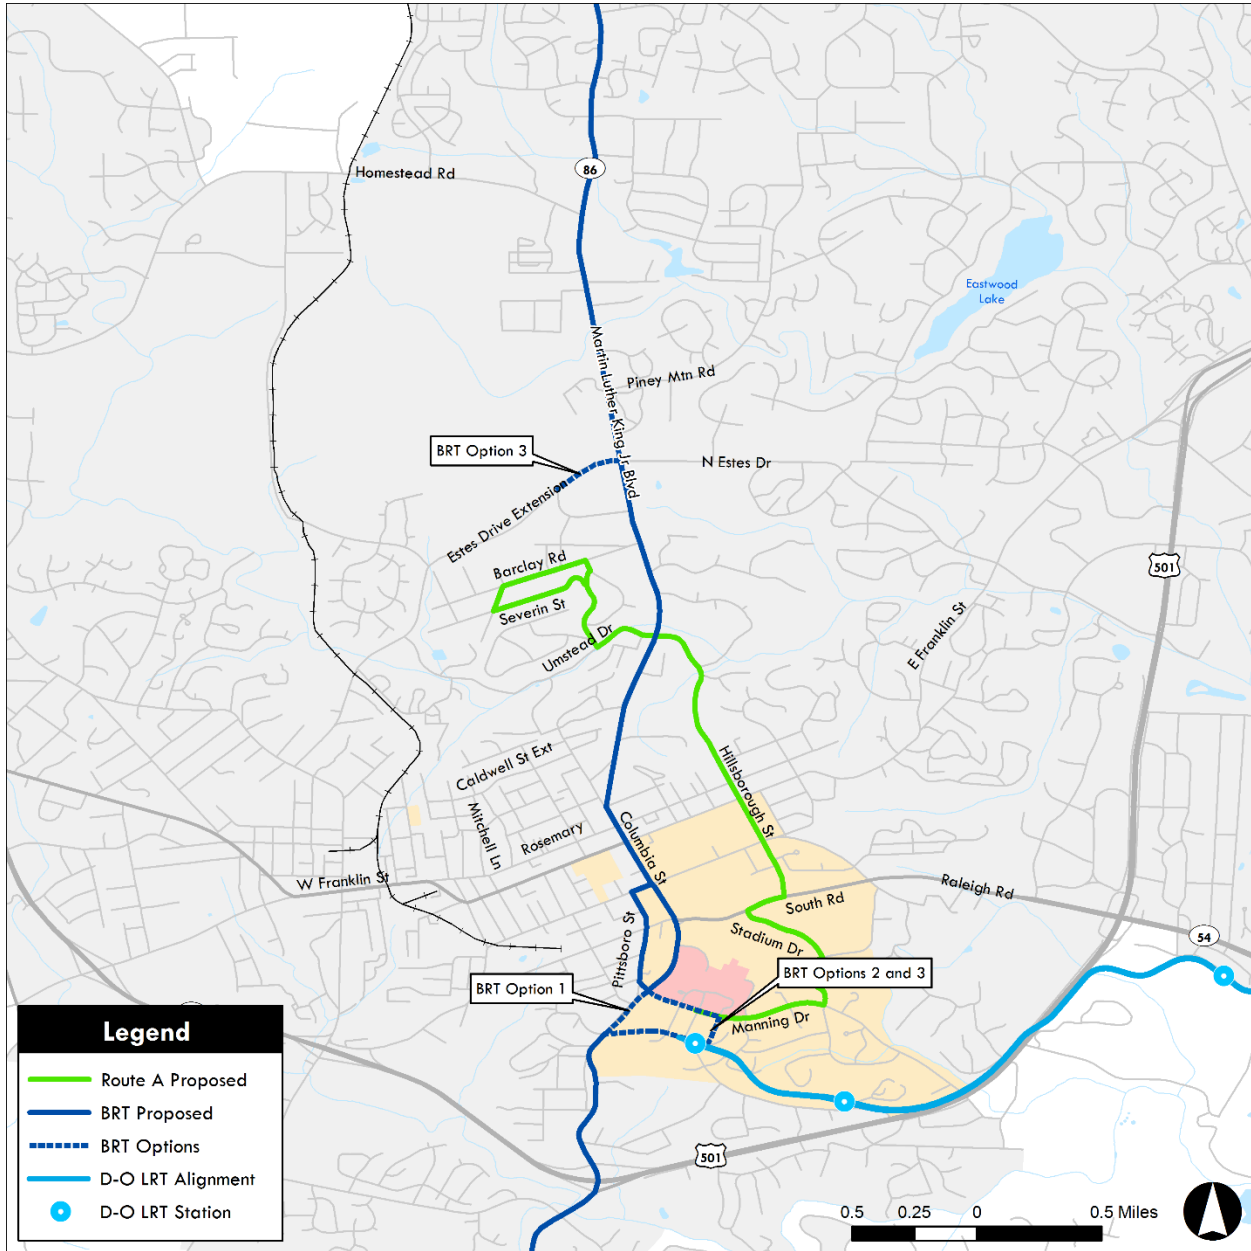 Homestead Rd
86
Eastwood
Lake
Martin Luther King Jr Blvd
Piney Mtn Rd
BRT Option 3
N Estes Dr
Estes Drive Extension
501
Barclay Rd
Severin St
Umstead Dr
E Franklin St
Caldwell St Ext
Hillsborough St
Mitchell Ln
Rosemary
Columbia St
W Franklin St
Raleigh Rd
South Rd
54
Stadium Dr
Pittsboro St
BRT Options 2 and 3
BRT Option 1
Manning Dr
Legend
Route A Proposed
BRT Proposed
BRT Options
D-O LRT Alignment
D-O LRT Station
501
0.5 0.25 0 0.5 Miles